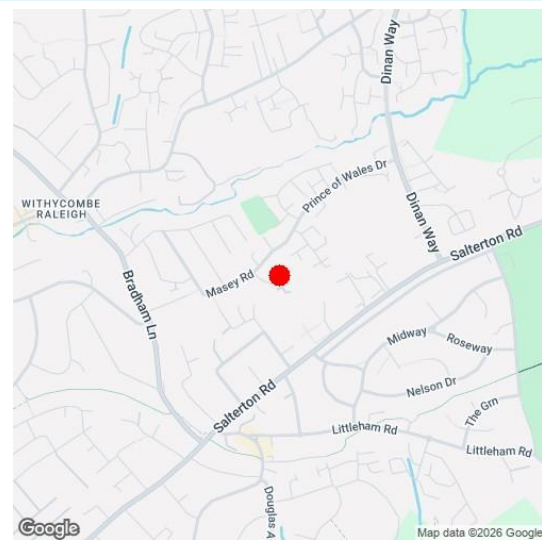 Dinan Way
Prince of Wales Dr
WITHYCOMBE
RALEIGH
Dinan Way
Salterton Rd
Masey Rd
Bradham Ln
Midway
Roseway
Nelson Dr
Salterton Rd
The Grn
Littleham Rd
Littleham Rd
Douglas A
Google
Map data ©2026 Google